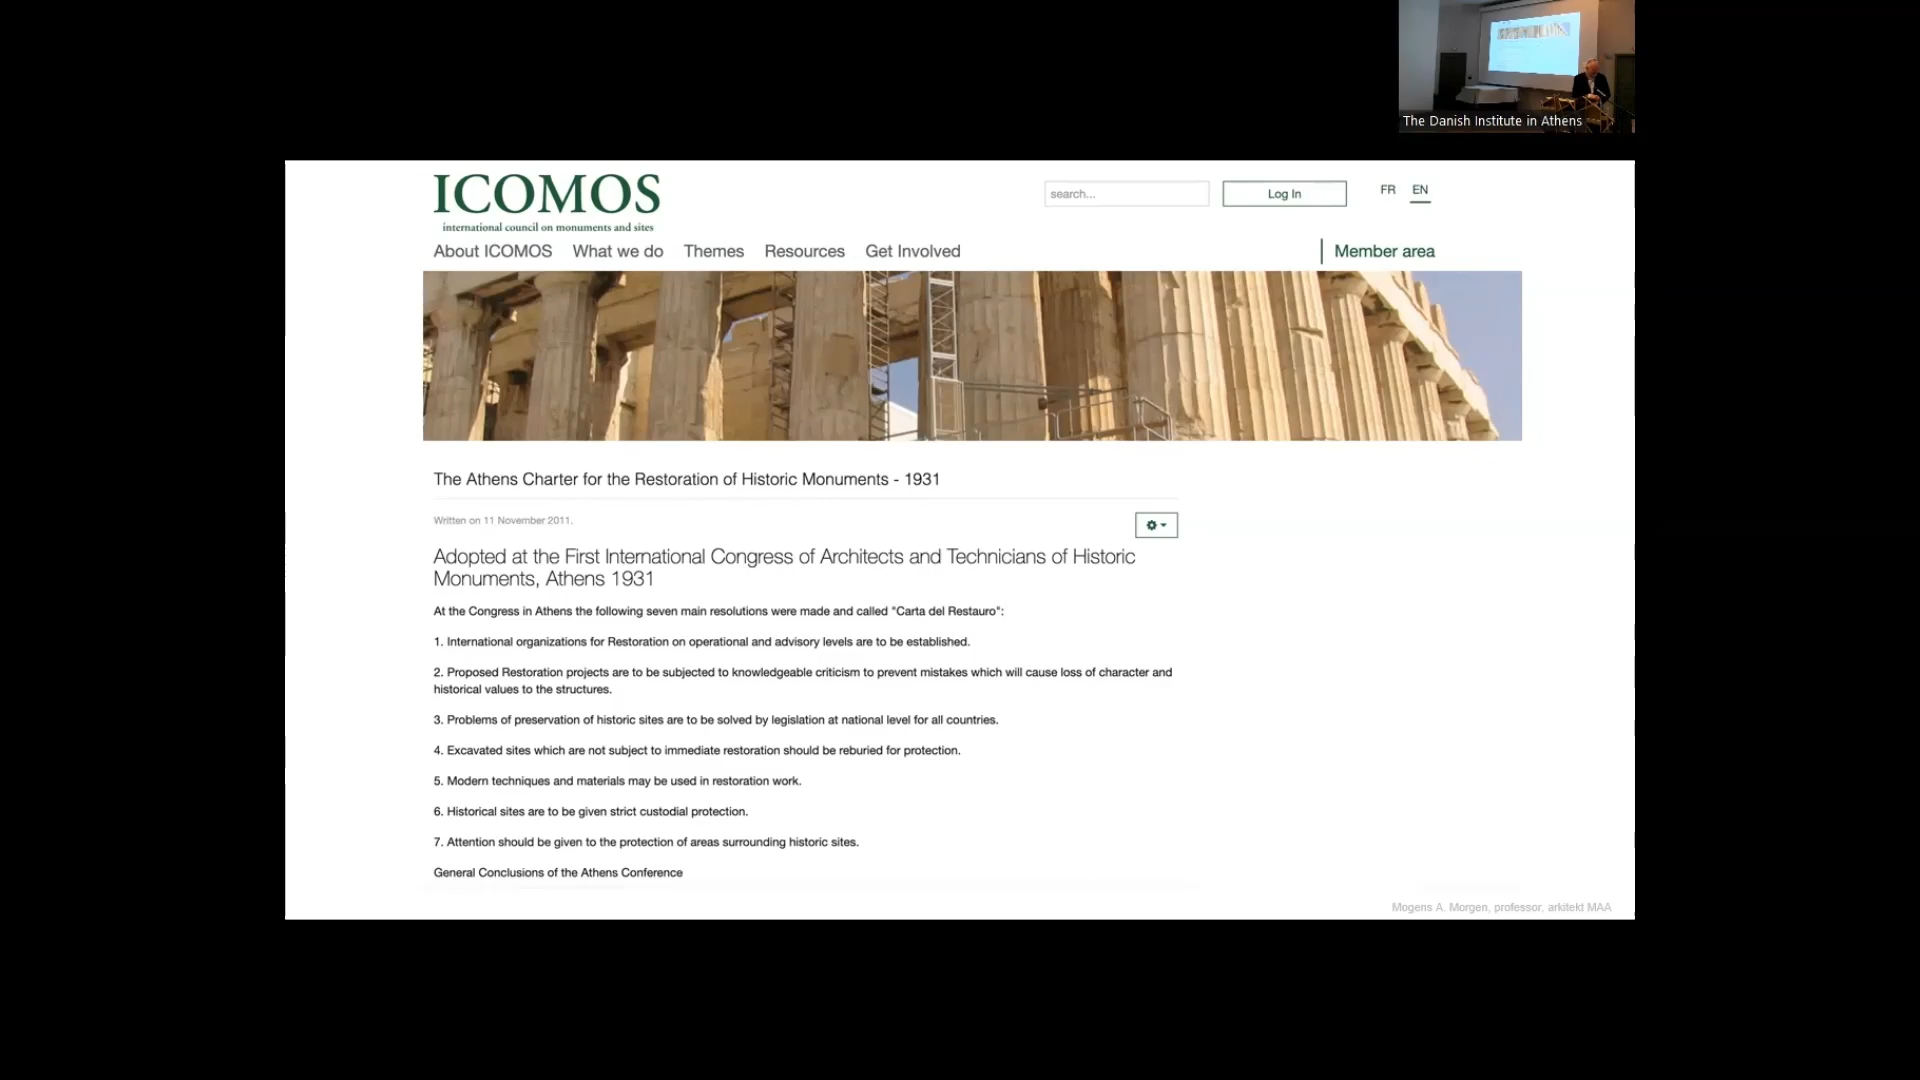 The Danish Institute in Athens
ICOMOS
international council on monuments and sites
search...
Log In
FR EN
About ICOMOS What we do Themes Resources Get Involved
Member area
The Athens Charter for the Restoration of Historic Monuments - 1931
Written on 11 November 2011.
Adopted at the First International Congress of Architects and Technicians of Historic
Monuments, Athens 1931
At the Congress in Athens the following seven main resolutions were made and called "Carta del Restauro":
1. International organizations for Restoration on operational and advisory levels are to be established.
2. Proposed Restoration projects are to be subjected to knowledgeable criticism to prevent mistakes which will cause loss of character and
historical values to the structures.
3. Problems of preservation of historic sites are to be solved by legislation at national level for all countries.
4. Excavated sites which are not subject to immediate restoration should be reburied for protection.
5. Modern techniques and materials may be used in restoration work.
6. Historical sites are to be given strict custodial protection.
7. Attention should be given to the protection of areas surrounding historic sites.
General Conclusions of the Athens Conference
Mogens A. Morgen, professor, arkitekt MAA